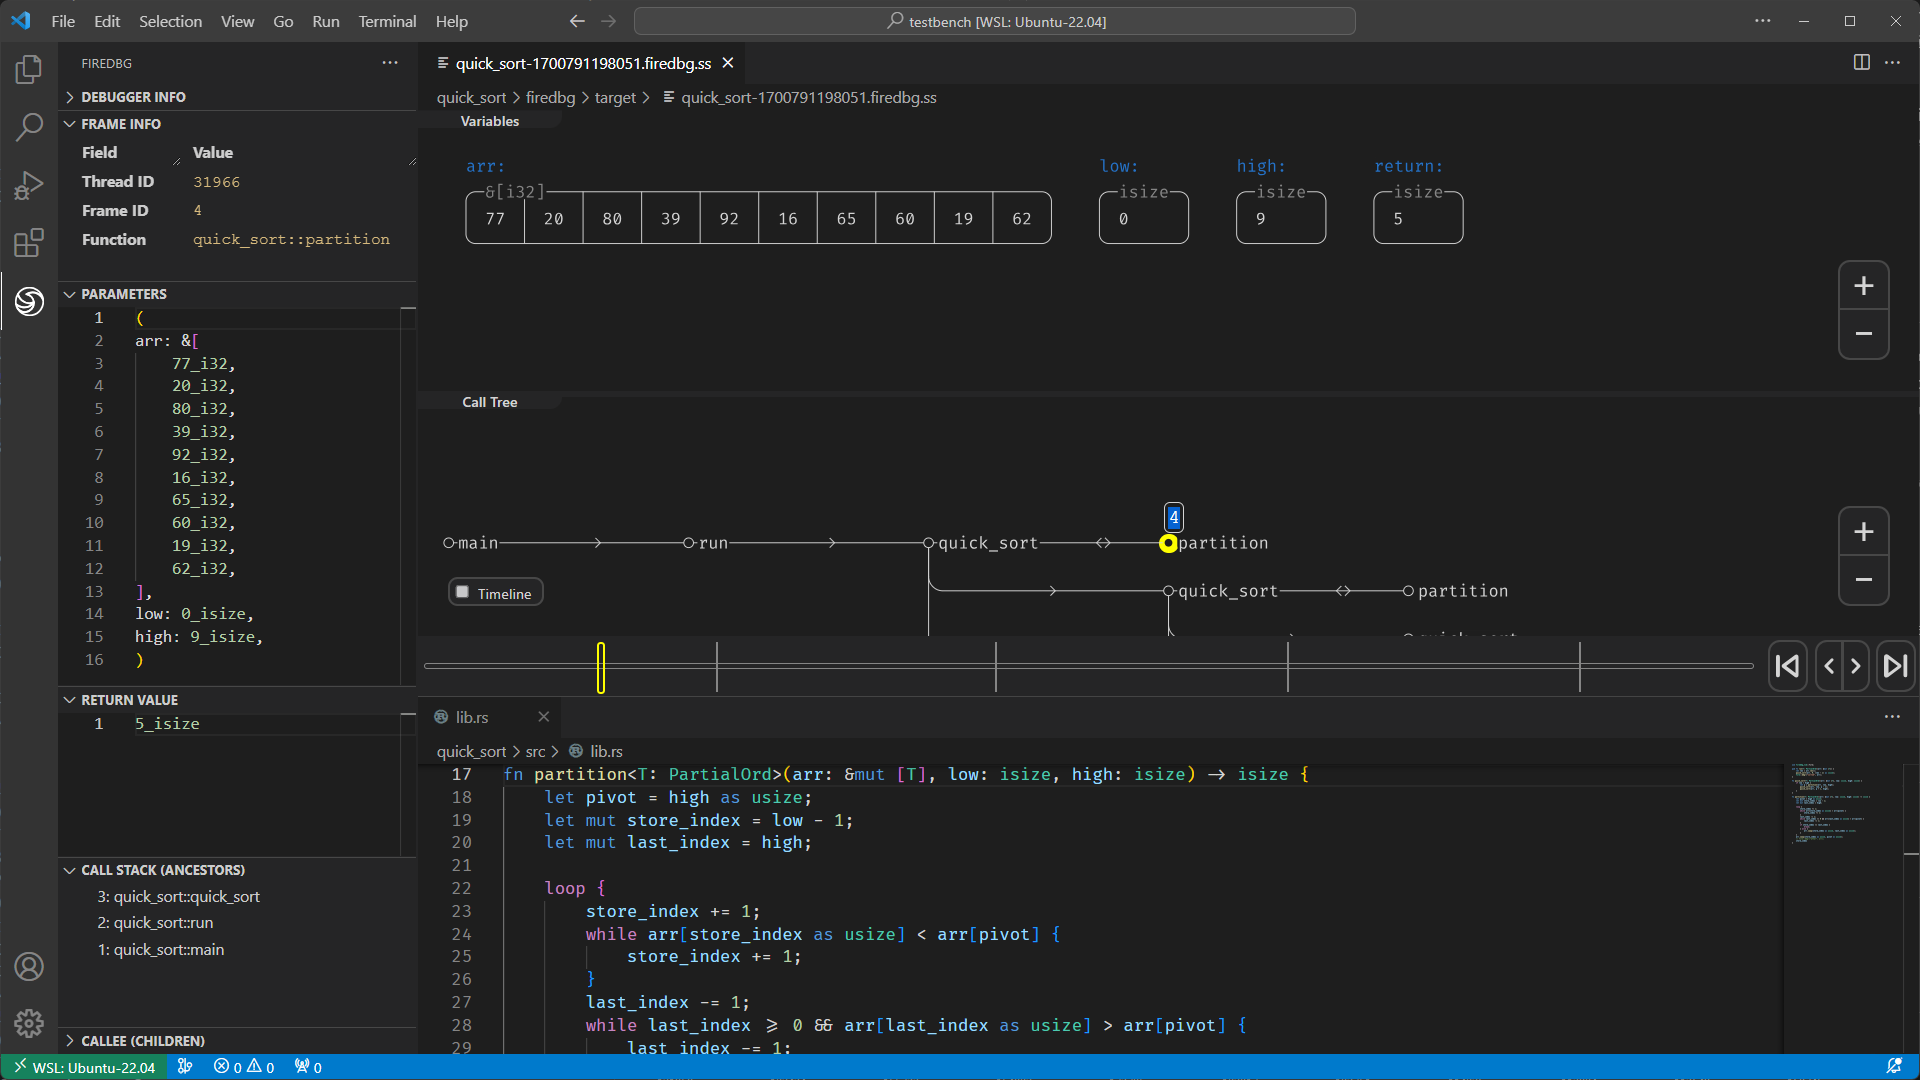 File Edit Selection View Go Run Terminal Help
testbench [WSL: Ubuntu-22.04]
FIREDBG
DEBUGGER INFO
FRAME INFO
Field Value
Thread ID 31966
Frame ID 4
Function quick_sort::partition
PARAMETERS
1 (
2 arr: &[
3 77_i32,
4 20_i32,
5 80_i32,
6 39_i32,
7 92_i32,
8 16_i32,
9 65_i32,
10 60_i32,
11 19_i32,
12 62_i32,
13 ],
14 low: 0_isize,
15 high: 9_isize,
16 )
RETURN VALUE
1 5_isize
CALL STACK (ANCESTORS)
3: quick_sort::quick_sort
2: quick_sort::run
1: quick_sort::main
CALLEE (CHILDREN)
quick_sort-1700791198051.firedbg.ss
quick_sort > firedbg > target > quick_sort-1700791198051.firedbg.ss
Variables
arr: low: high: return:
&[i32] isize isize isize
77 20 80 39 92 16 65 60 19 62 0 9 5
Call Tree
4
main run quick_sort partition
Timeline
quick_sort partition
lib.rs
quick_sort > src > lib.rs
17 fn partition<T: PartialOrd>(arr: &mut [T], low: isize, high: isize) → isize {
18 let pivot = high as usize;
19 let mut store_index = low - 1;
20 let mut last_index = high;
21
22 loop {
23 store_index += 1;
24 while arr[store_index as usize] < arr[pivot] {
25 store_index += 1;
26 }
27 last_index -= 1;
28 while last_index ⩾ 0 && arr[last_index as usize] > arr[pivot] {
29 last_index -= 1;
WSL: Ubuntu-22.04 0 0 0